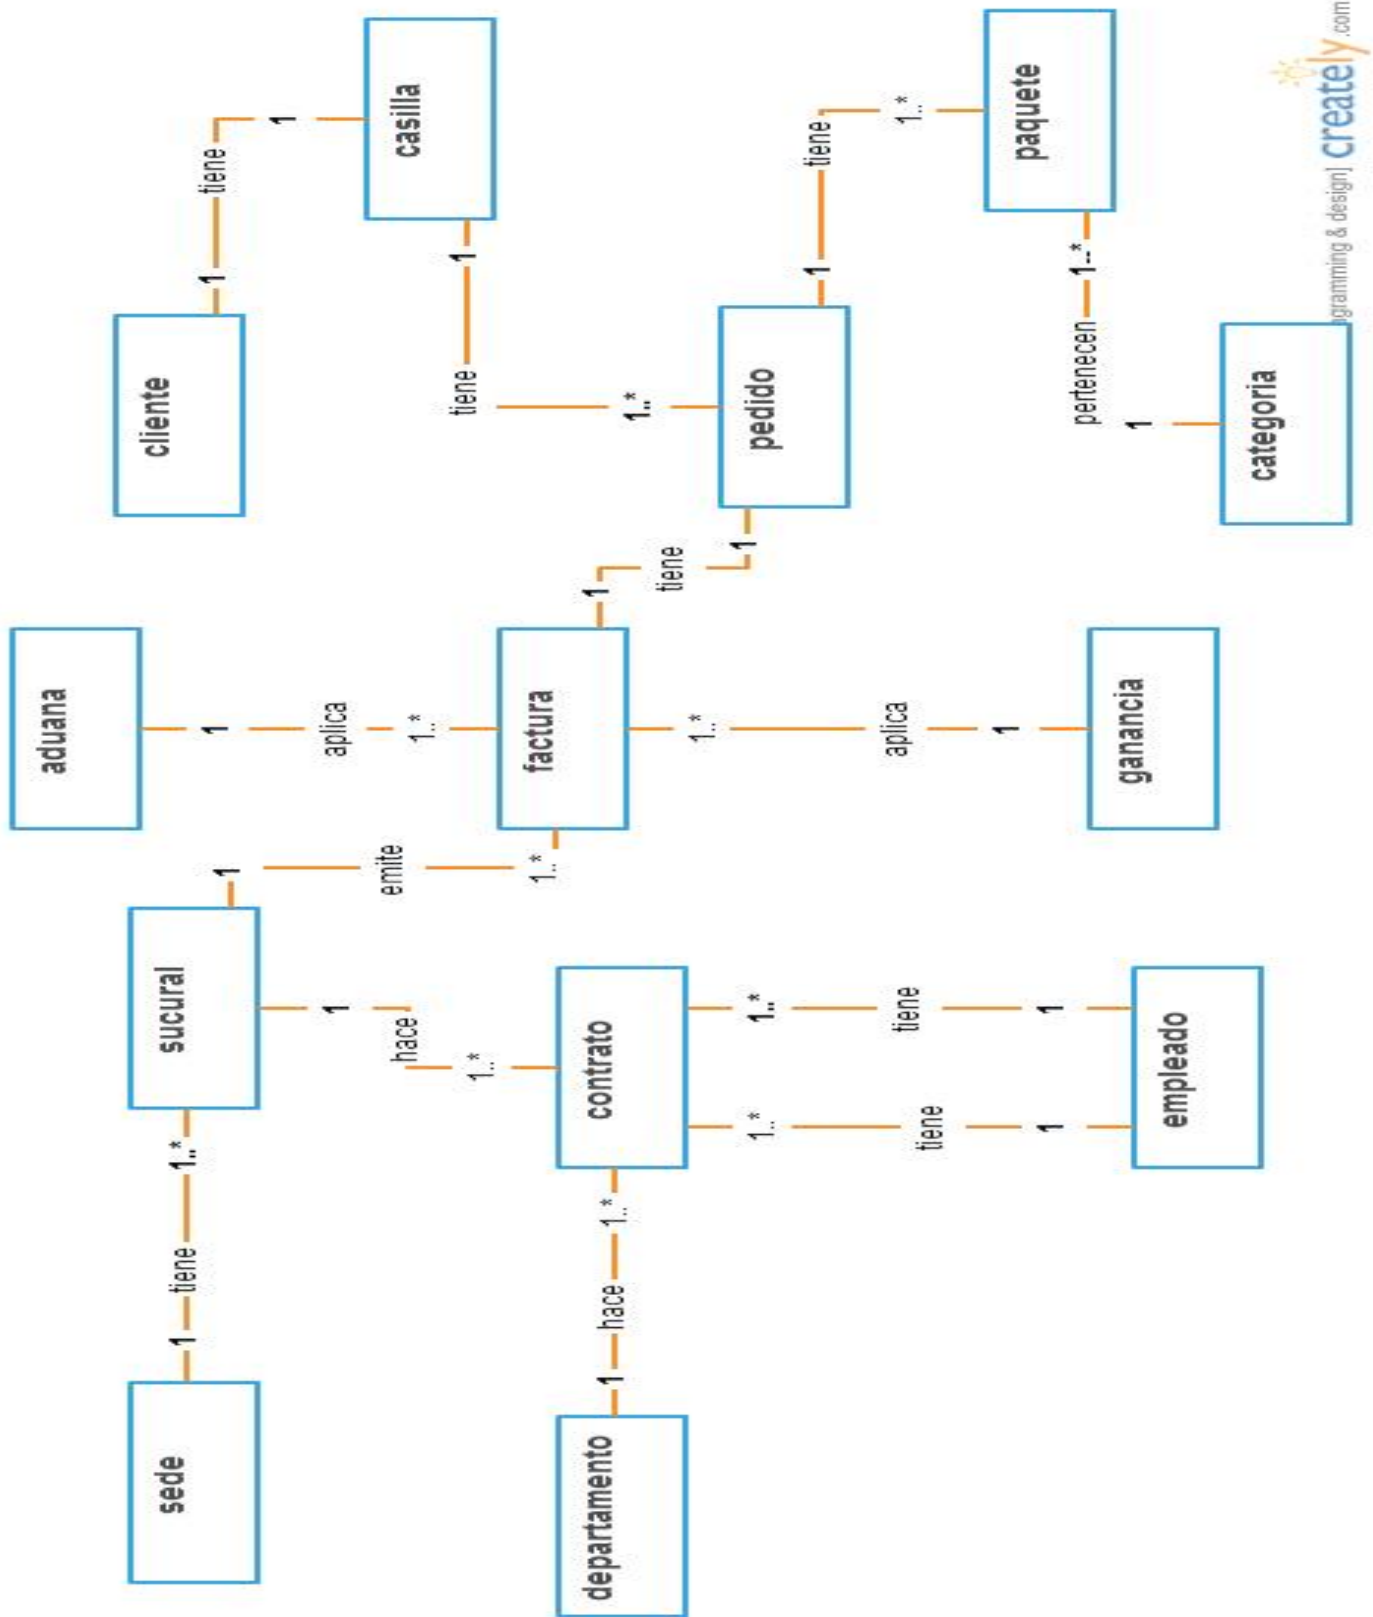 aduana
sede
1 tiene 1..*
sucural
cliente
1 tiene 1
1
emite
1..*
1
aplica
1..*
1
hace
1..*
casilla
1
tiene
1..*
factura
1
tiene
1
departamento
1 hace 1..*
contrato
pedido
1 tiene
1..*
1..*
tiene
1
1..*
tiene
1
1..*
aplica
1
paquete
1--*
pertenecen
1
empleado
ganancia
categoria
agramming & design] creately.com